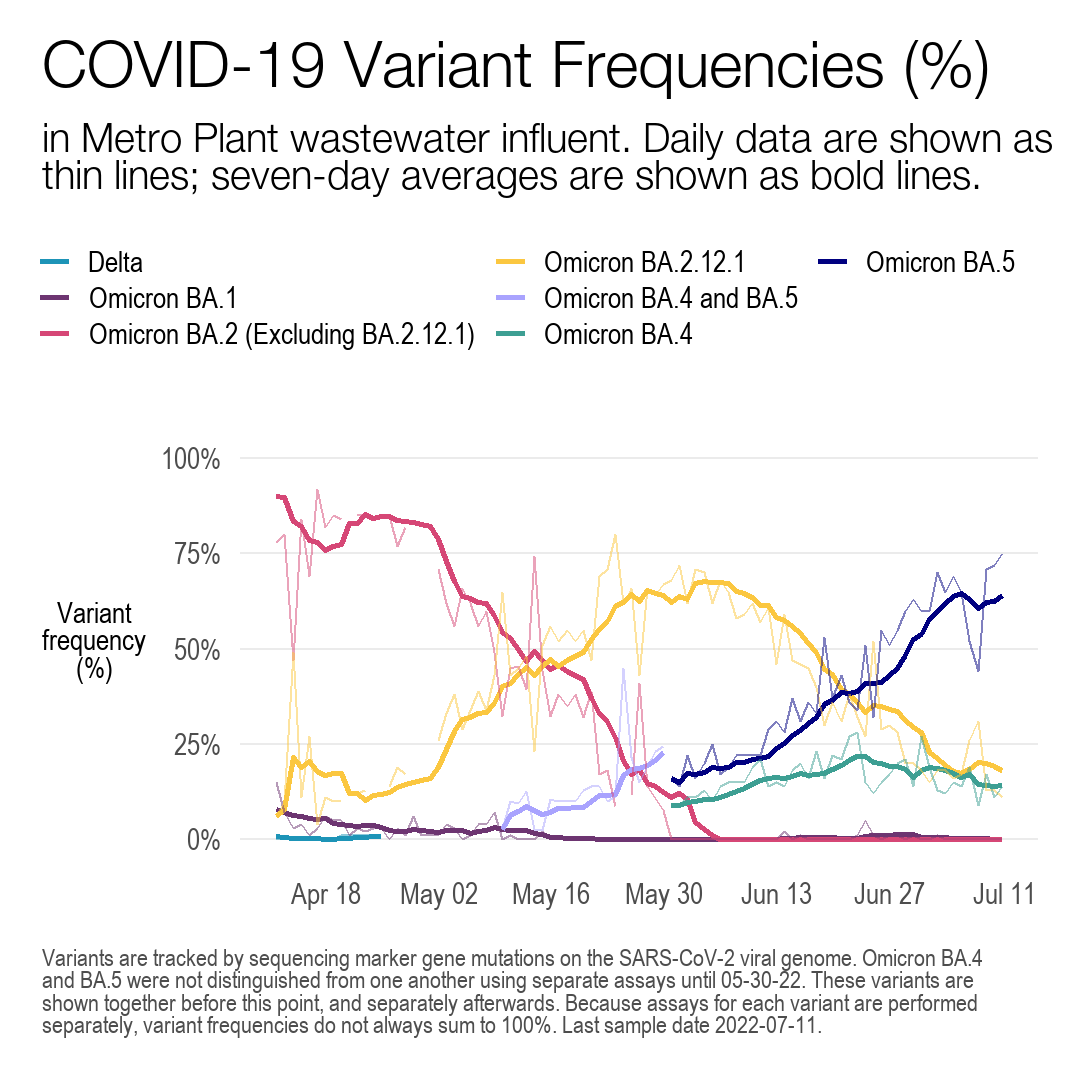 COVID-19 Variant Frequencies (%)
in Metro Plant wastewater influent. Daily data are shown as
thin lines; seven-day averages are shown as bold lines.
Delta
Omicron BA.1
Omicron BA.2 (Excluding BA.2.12.1)
Omicron BA.2.12.1
Omicron BA.4 and BA.5
Omicron BA.4
Omicron BA.5
100%
75%
50%
25%
0%
Variant
frequency
(%)
Apr 18 May 02 May 16 May 30 Jun 13 Jun 27 Jul 11
Variants are tracked by sequencing marker gene mutations on the SARS-CoV-2 viral genome. Omicron BA.4
and BA.5 were not distinguished from one another using separate assays until 05-30-22. These variants are
shown together before this point, and separately afterwards. Because assays for each variant are performed
separately, variant frequencies do not always sum to 100%. Last sample date 2022-07-11.